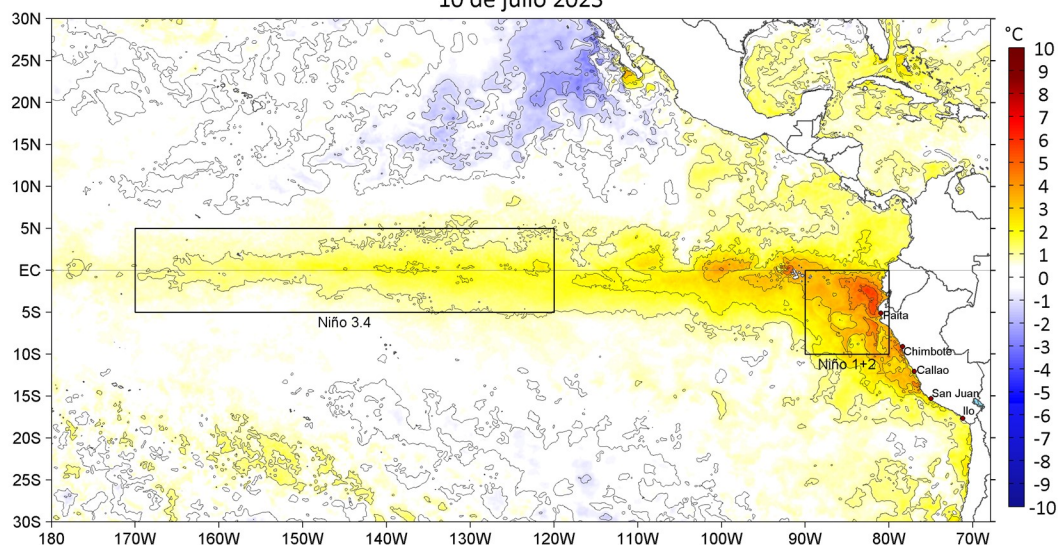 10 de julio 2023
°C
30N
25N
20N
15N
10N
5N
EC
5S
10S
15S
20S
25S
30S
180
170W
160W
150W
140W
130W
120W
110W
100W
90W
80W
70W
Niño 3.4
Niño 1+2
Paita
Chimbote
Callao
San Juan
Ilo
10
9
8
7
6
5
4
3
2
1
0
-1
-2
-3
-4
-5
-6
-7
-8
-9
-10